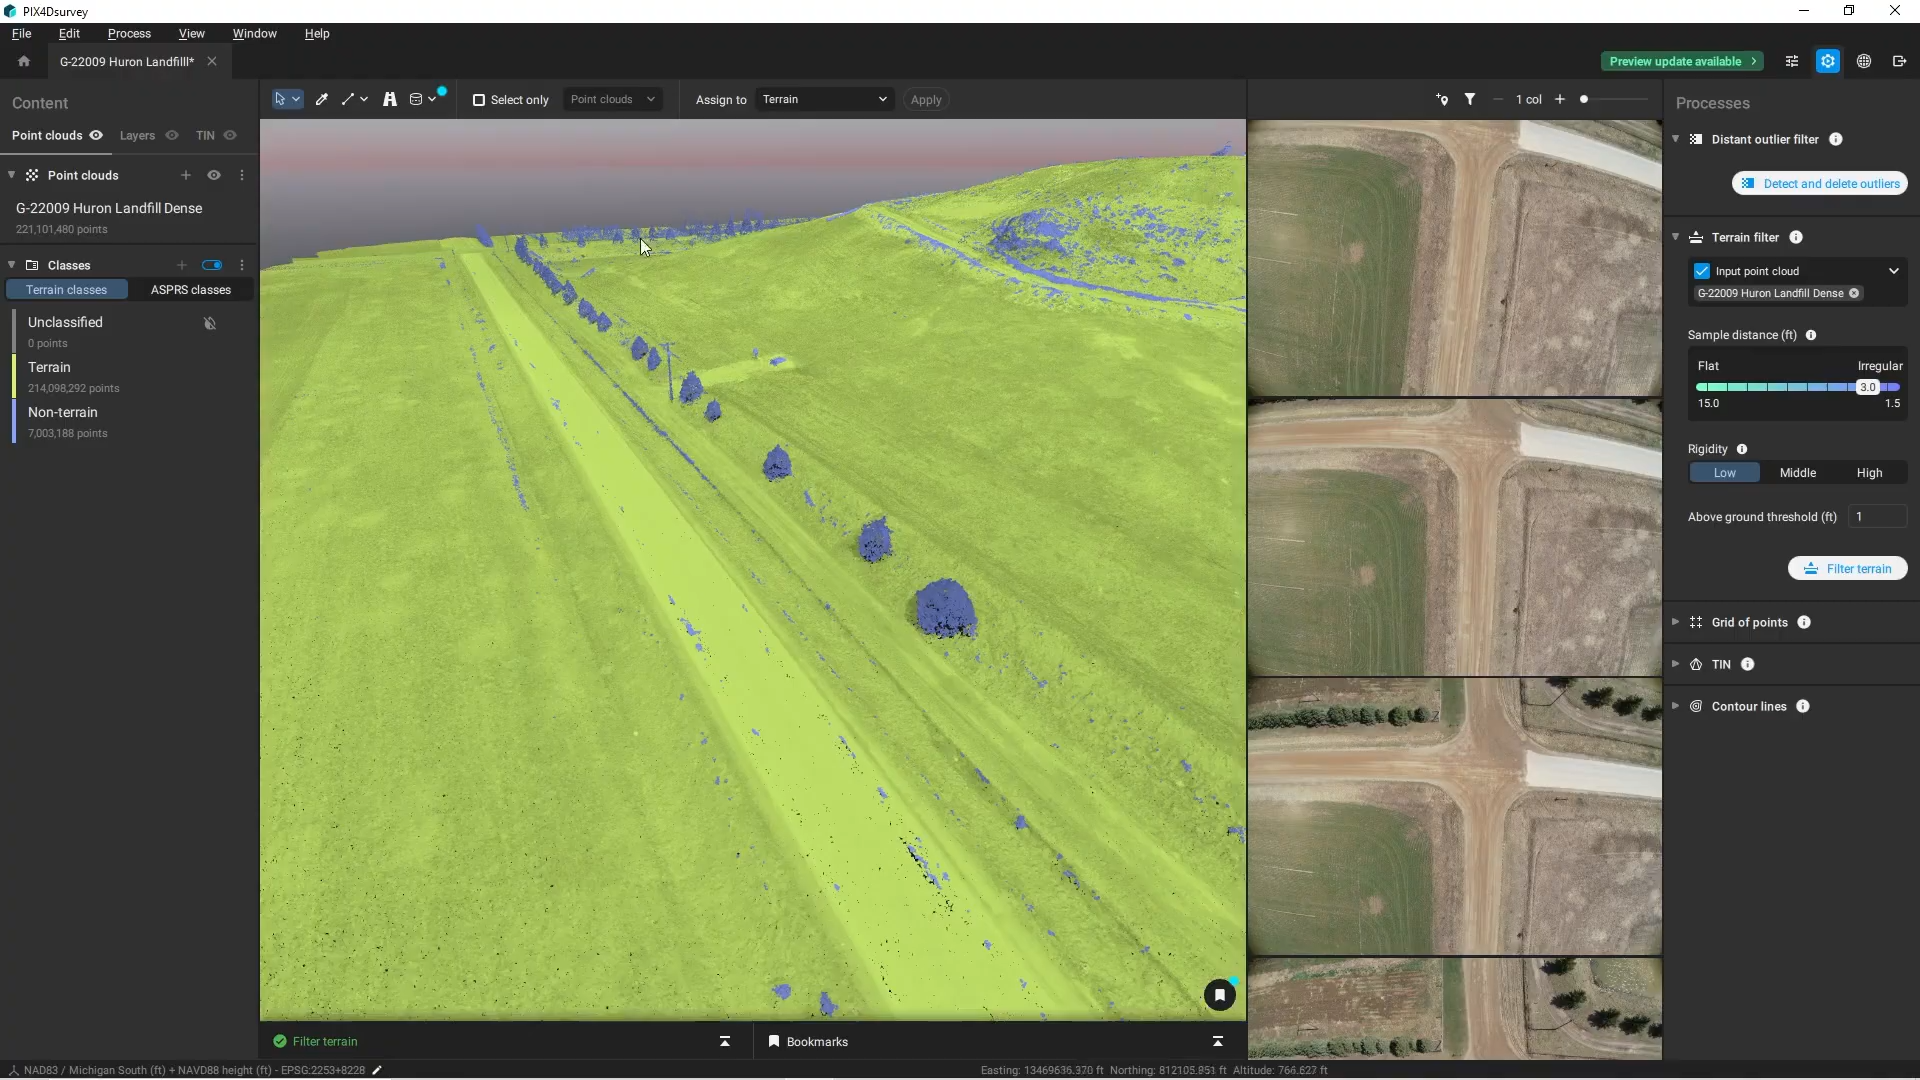 PIX4Dsurvey
File Edit Process View Window Help
G-22009 Huron Landfilll*
Preview update available
Content
Point clouds Layers TIN
Select only Point clouds Assign to Terrain Apply
1 col
Processes
Point clouds
G-22009 Huron Landfill Dense
221,101,480 points
Classes
Terrain classes ASPRS classes
Unclassified
0 points
Terrain
214,098,292 points
Non-terrain
7,003,188 points
Distant outlier filter
Detect and delete outliers
Terrain filter
Input point cloud
G-22009 Huron Landfill Dense
Sample distance (ft)
Flat Irregular
3.0
15.0 1.5
Rigidity
Low Middle High
Above ground threshold (ft) 1
Filter terrain
Grid of points
TIN
Contour lines
Filter terrain
Bookmarks
NAD83 / Michigan South (ft) + NAVD88 height (ft) - EPSG:2253+8228
Easting: 13469636.370 ft Northing: 812105.951 ft Altitude: 766.627 ft